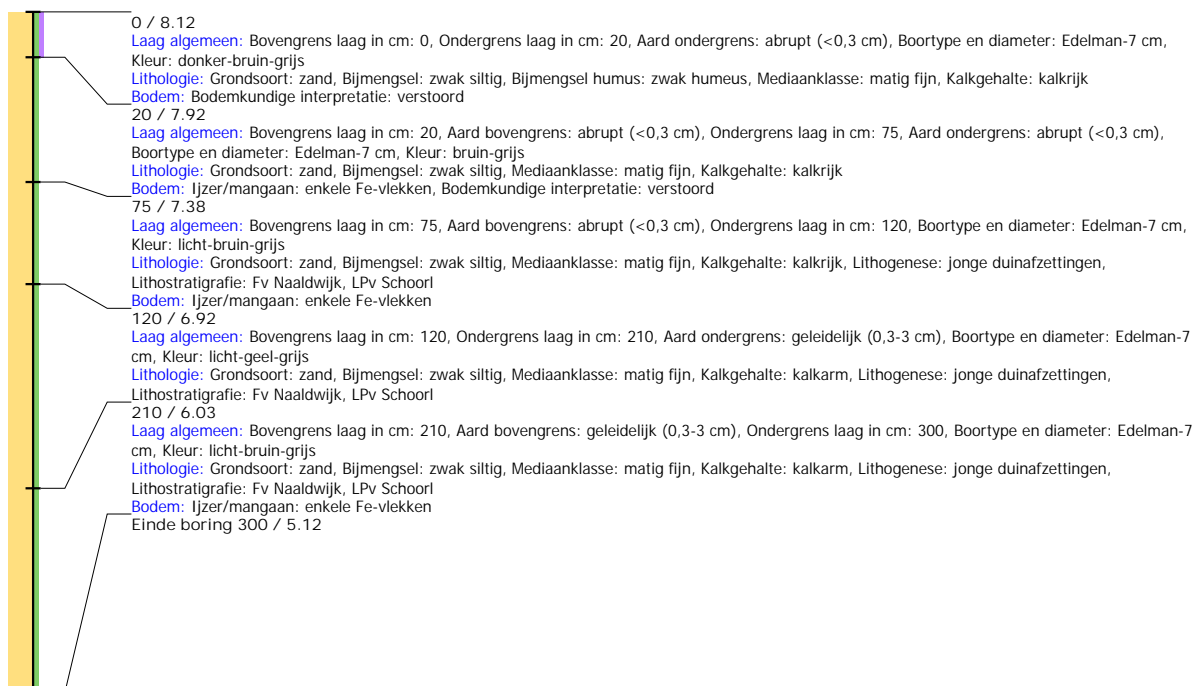 0 / 8.12
Laag algemeen: Bovengrens laag in cm: 0, Ondergrens laag in cm: 20, Aard ondergrens: abrupt (<0,3 cm), Boortype en diameter: Edelman-7 cm,
Kleur: donker-bruin-grijs
Lithologie: Grondsoort: zand, Bijmengsel: zwak siltig, Bijmengsel humus: zwak humeus, Mediaanklasse: matig fijn, Kalkgehalte: kalkrijk
Bodem: Bodemkundige interpretatie: verstoord
20 / 7.92
Laag algemeen: Bovengrens laag in cm: 20, Aard bovengrens: abrupt (<0,3 cm), Ondergrens laag in cm: 75, Aard ondergrens: abrupt (<0,3 cm),
Boortype en diameter: Edelman-7 cm, Kleur: bruin-grijs
Lithologie: Grondsoort: zand, Bijmengsel: zwak siltig, Mediaanklasse: matig fijn, Kalkgehalte: kalkrijk
Bodem: Ijzer/mangaan: enkele Fe-vlekken, Bodemkundige interpretatie: verstoord
75 / 7.38
Laag algemeen: Bovengrens laag in cm: 75, Aard bovengrens: abrupt (<0,3 cm), Ondergrens laag in cm: 120, Boortype en diameter: Edelman-7 cm,
Kleur: licht-bruin-grijs
Lithologie: Grondsoort: zand, Bijmengsel: zwak siltig, Mediaanklasse: matig fijn, Kalkgehalte: kalkrijk, Lithogenese: jonge duinafzettingen,
Lithostratigrafie: Fv Naaldwijk, LPv Schoorl
Bodem: Ijzer/mangaan: enkele Fe-vlekken
120 / 6.92
Laag algemeen: Bovengrens laag in cm: 120, Ondergrens laag in cm: 210, Aard ondergrens: geleidelijk (0,3-3 cm), Boortype en diameter: Edelman-7
cm, Kleur: licht-geel-grijs
Lithologie: Grondsoort: zand, Bijmengsel: zwak siltig, Mediaanklasse: matig fijn, Kalkgehalte: kalkarm, Lithogenese: jonge duinafzettingen,
Lithostratigrafie: Fv Naaldwijk, LPv Schoorl
210 / 6.03
Laag algemeen: Bovengrens laag in cm: 210, Aard bovengrens: geleidelijk (0,3-3 cm), Ondergrens laag in cm: 300, Boortype en diameter: Edelman-7
cm, Kleur: licht-bruin-grijs
Lithologie: Grondsoort: zand, Bijmengsel: zwak siltig, Mediaanklasse: matig fijn, Kalkgehalte: kalkarm, Lithogenese: jonge duinafzettingen,
Lithostratigrafie: Fv Naaldwijk, LPv Schoorl
Bodem: Ijzer/mangaan: enkele Fe-vlekken
Einde boring 300 / 5.12